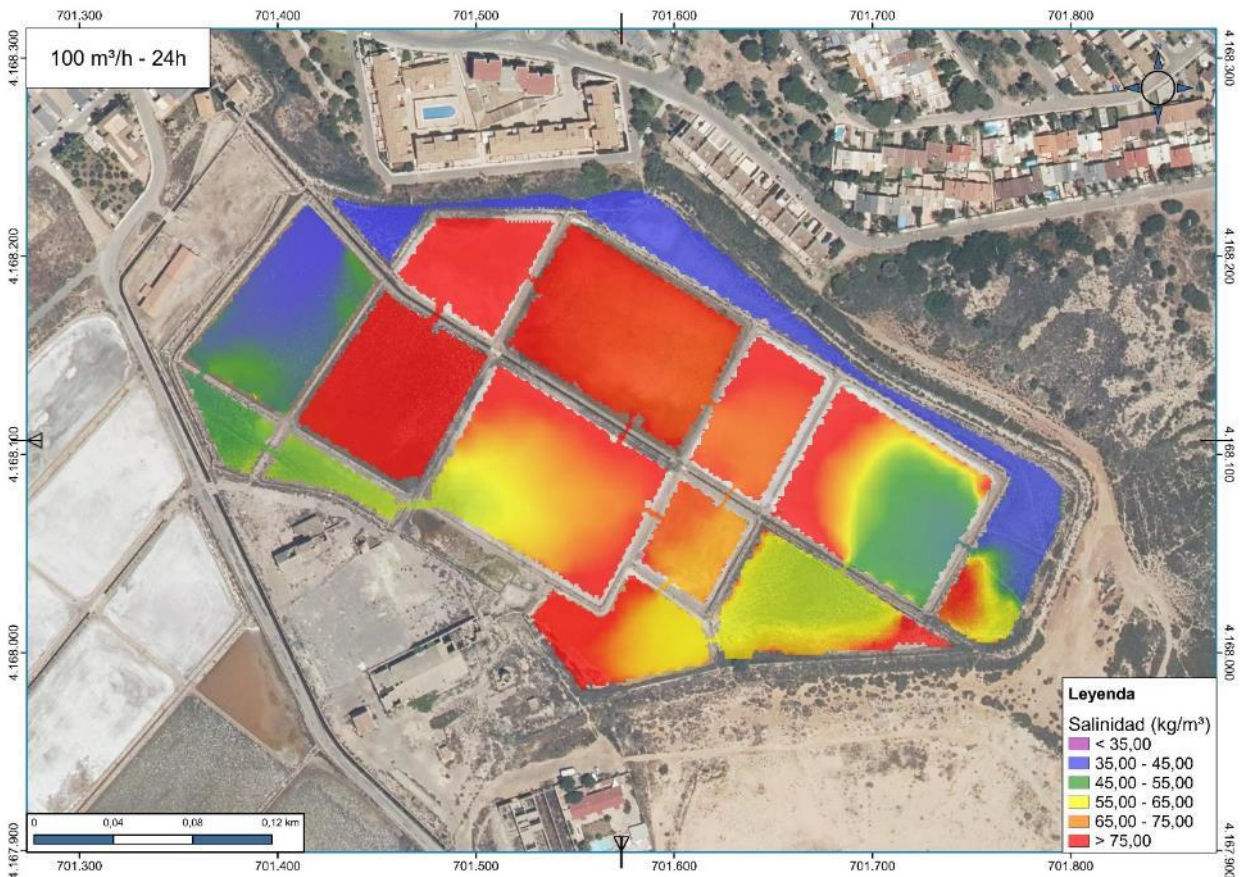 701.300 701.400 701.500 701.600 701.700 701.800
4.168.300 4.168.300
100 m³/h - 24h
4.168.200 4.168.200
4.168.100 4.168.100
4.168.000 4.168.000
Leyenda
Salinidad (kg/m³)
< 35,00
35,00 - 45,00
45,00 - 55,00
55,00 - 65,00
65,00 - 75,00
> 75,00
0 0,04 0,08 0,12 km
4.167.900 4.167.900
701.300 701.400 701.500 701.600 701.700 701.800